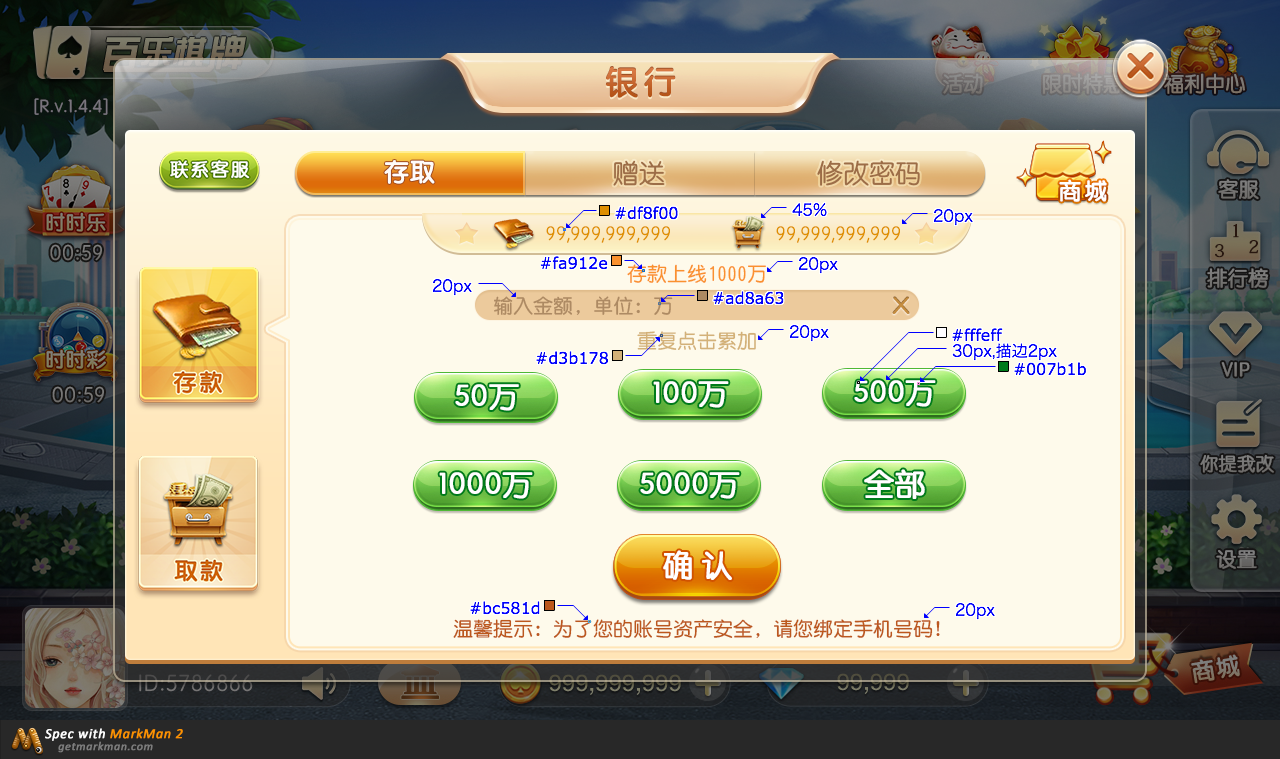 百乐棋牌
[R.v.1.4.4]
银行
活动
限时特惠
福利中心
联系客服
存取
赠送
修改密码
商城
客服
时时乐
00:59
#df8f00
45%
20px
99,999,999,999
99,999,999,999
#fa912e
存款上线1000万
20px
20px
输入金额，单位：万
#ad8a63
排行榜
1
2
3
重复点击累加
20px
#d3b178
#fffeff
30px,描边2px
#007b1b
时时彩
00:59
存款
50万
100万
500万
VIP
1000万
5000万
全部
你提我改
取款
确认
设置
#bc581d
20px
温馨提示：为了您的账号资产安全，请您绑定手机号码！
ID:5786866
999,999,999
99,999
商城
Spec with MarkMan 2
getmarkman.com